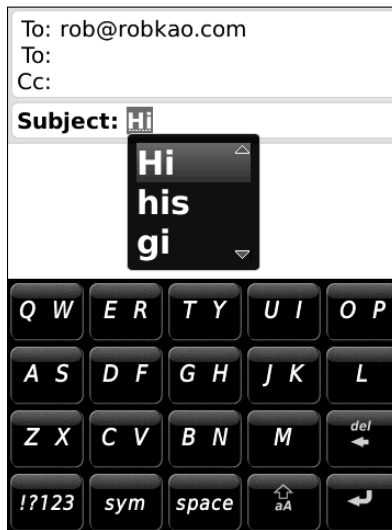 To: rob@robkao.com
To:
Cc:
Subject: Hi
Hi
his
gi
Q W E R T Y U I O P
A S D F G H J K L
Z X C V B N M del
!?123 sym space aA